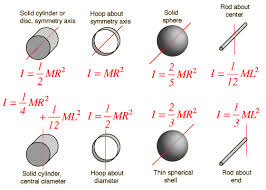 Solid cylinder or
disc, symmetry axis
Hoop about
symmetry axis
Solid
sphere
Rod about
center
I = 1/2 MR²
I = MR²
I = 2/5 MR²
I = 1/12 ML²
I = 1/4 MR² + 1/12 ML²
I = 1/2 MR²
I = 2/3 MR²
I = 1/3 ML²
Solid cylinder,
central diameter
Hoop about
diameter
Thin spherical
shell
Rod about
end